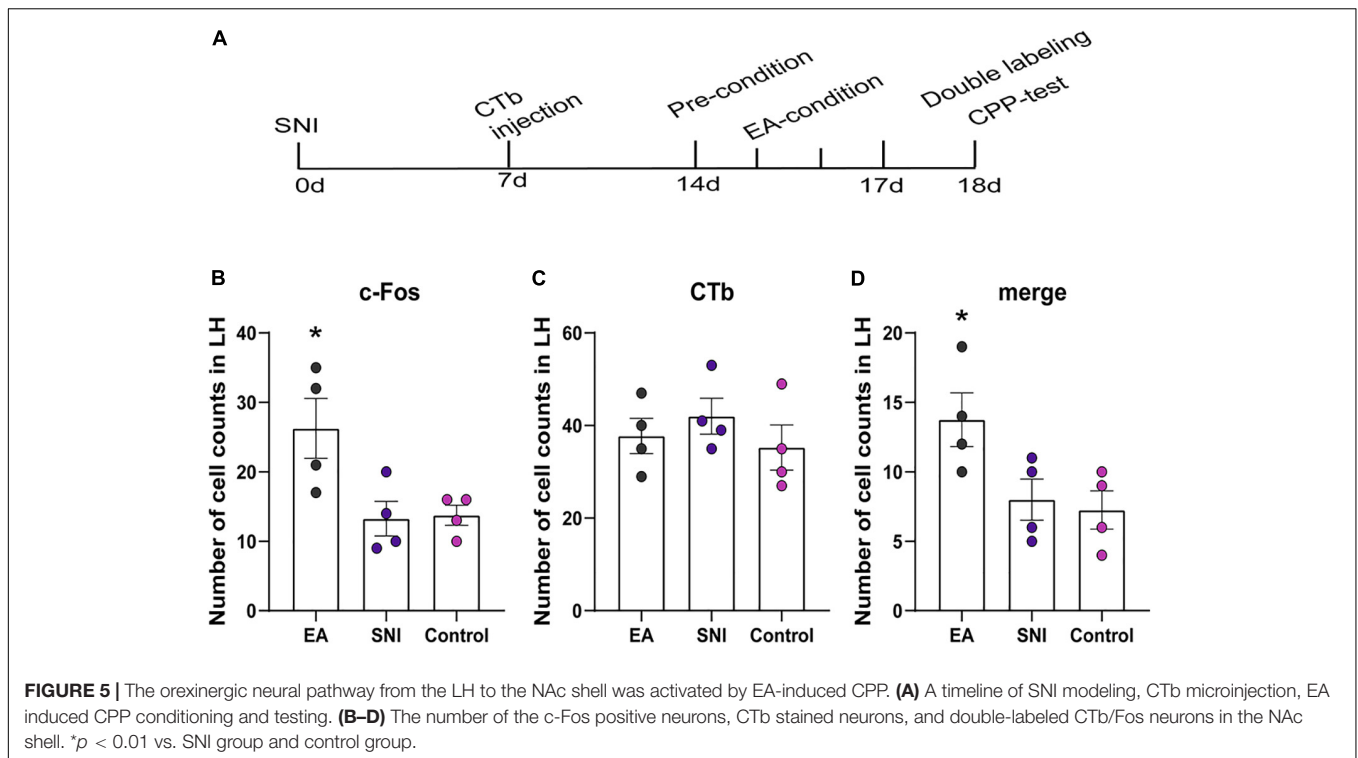 A
SNI
CTb
injection
Pre-condition
EA-condition
Double labeling
CPP-test
0d
7d
14d
17d
18d
B
c-Fos
Number of cell counts in LH
40
30
20
10
0
*
EA
SNI
Control
C
CTb
Number of cell counts in LH
60
40
20
0
EA
SNI
Control
D
merge
Number of cell counts in LH
20
15
10
5
0
*
EA
SNI
Control
FIGURE 5 | The orexinergic neural pathway from the LH to the NAc shell was activated by EA-induced CPP. (A) A timeline of SNI modeling, CTb microinjection, EA
induced CPP conditioning and testing. (B–D) The number of the c-Fos positive neurons, CTb stained neurons, and double-labeled CTb/Fos neurons in the NAc
shell. *p < 0.01 vs. SNI group and control group.